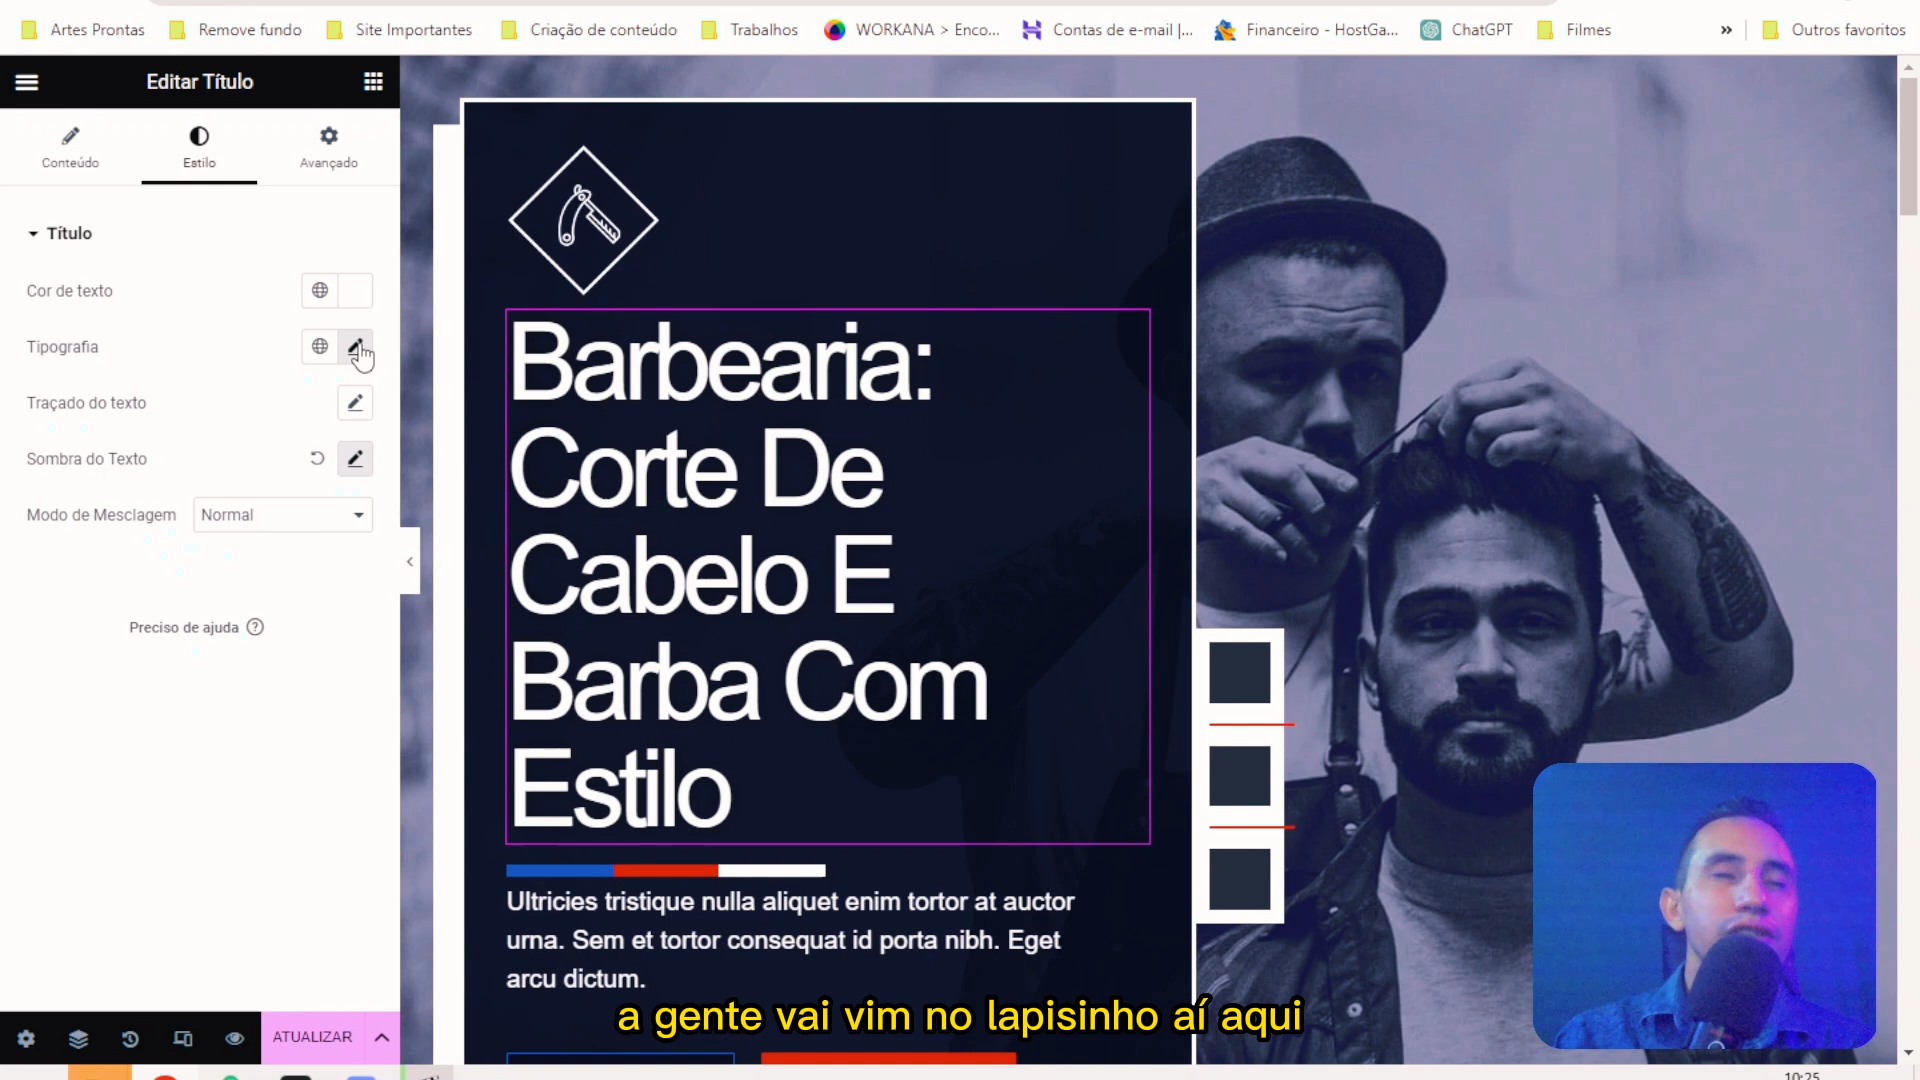 Artes Prontas
Remove fundo
Site Importantes
Criação de conteúdo
Trabalhos
WORKANA > Enco...
Contas de e-mail |...
Financeiro - HostGa...
ChatGPT
Filmes
»
Outros favoritos
Editar Título
Conteúdo
Estilo
Avançado
Título
Cor de texto
Tipografia
Traçado do texto
Sombra do Texto
Modo de Mesclagem
Normal
Preciso de ajuda
ATUALIZAR
Barbearia:
Corte De
Cabelo E
Barba Com
Estilo
Ultricies tristique nulla aliquet enim tortor at auctor
urna. Sem et tortor consequat id porta nibh. Eget
arcu dictum.
a gente vai vim no lapisinho aí aqui
10:25